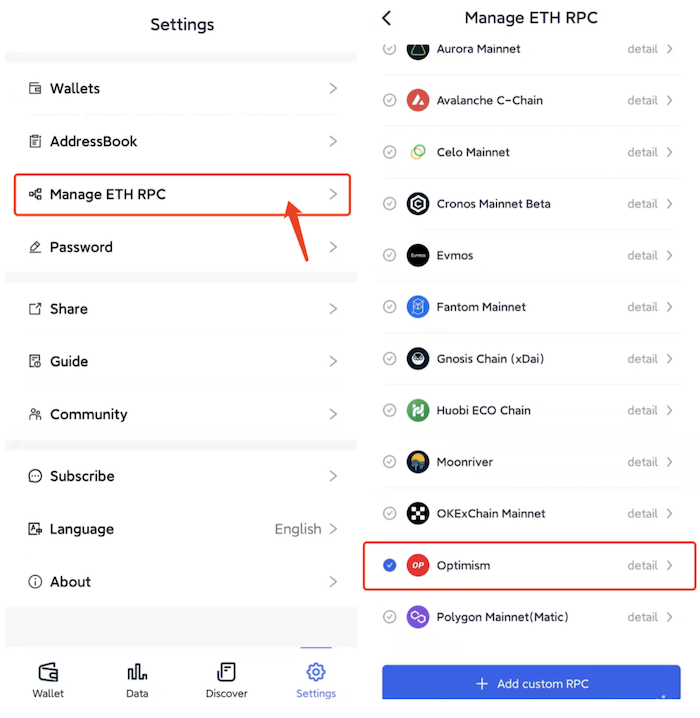 Settings
Wallets
AddressBook
Manage ETH RPC
Password
Share
Guide
Community
Subscribe
Language English
About
Wallet Data Discover Settings
Manage ETH RPC
Aurora Mainnet detail
Avalanche C-Chain detail
Celo Mainnet detail
Cronos Mainnet Beta detail
Evmos Evmos detail
Fantom Mainnet detail
Gnosis Chain (xDai) detail
Huobi ECO Chain detail
Moonriver detail
OKExChain Mainnet detail
OP Optimism detail
Polygon Mainnet(Matic) detail
+ Add custom RPC